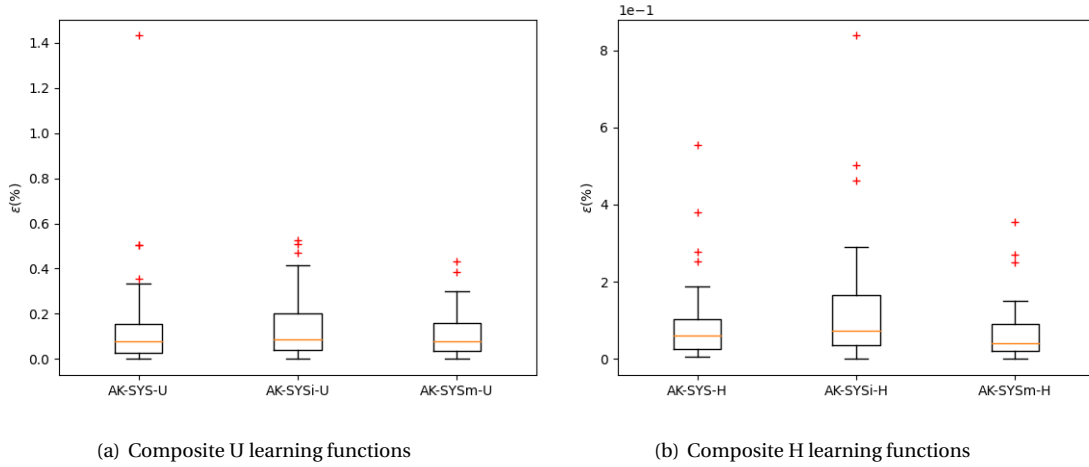 1.4
1.2
1.0
0.8
0.6
0.4
0.2
0.0
ε(%)
AK-SYS-U AK-SYSi-U AK-SYSm-U
(a) Composite U learning functions
1e−1
8
6
4
2
0
ε(%)
AK-SYS-H AK-SYSi-H AK-SYSm-H
(b) Composite H learning functions